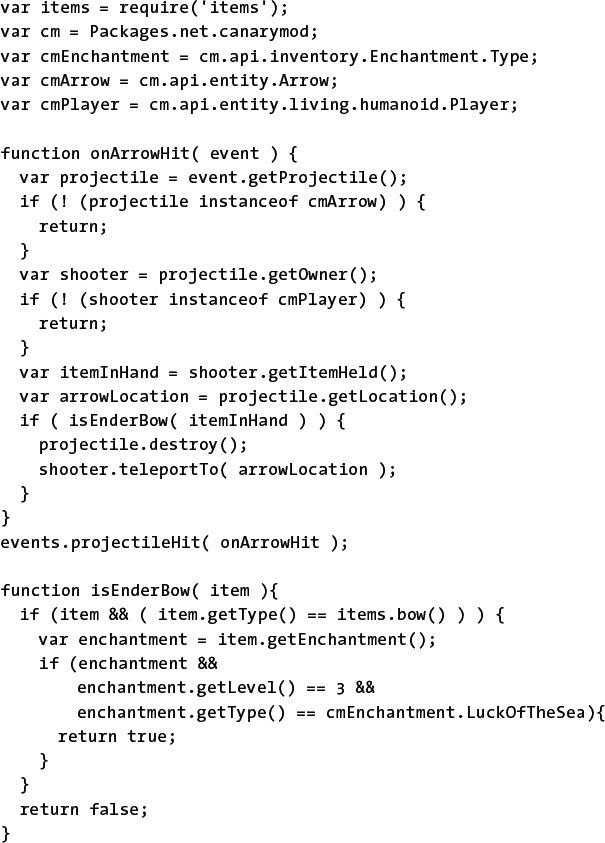 var items = require('items');
var cm = Packages.net.canarymod;
var cmEnchantment = cm.api.inventory.Enchantment.Type;
var cmArrow = cm.api.entity.Arrow;
var cmPlayer = cm.api.entity.living.humanoid.Player;

function onArrowHit( event ) {
  var projectile = event.getProjectile();
  if (! (projectile instanceof cmArrow) ) {
    return;
  }
  var shooter = projectile.getOwner();
  if (! (shooter instanceof cmPlayer) ) {
    return;
  }
  var itemInHand = shooter.getItemHeld();
  var arrowLocation = projectile.getLocation();
  if ( isEnderBow( itemInHand ) ) {
    projectile.destroy();
    shooter.teleportTo( arrowLocation );
  }
}
events.projectileHit( onArrowHit );

function isEnderBow( item ){
  if (item && ( item.getType() == items.bow() ) ) {
    var enchantment = item.getEnchantment();
    if (enchantment &&
        enchantment.getLevel() == 3 &&
        enchantment.getType() == cmEnchantment.LuckOfTheSea){
      return true;
    }
  }
  return false;
}